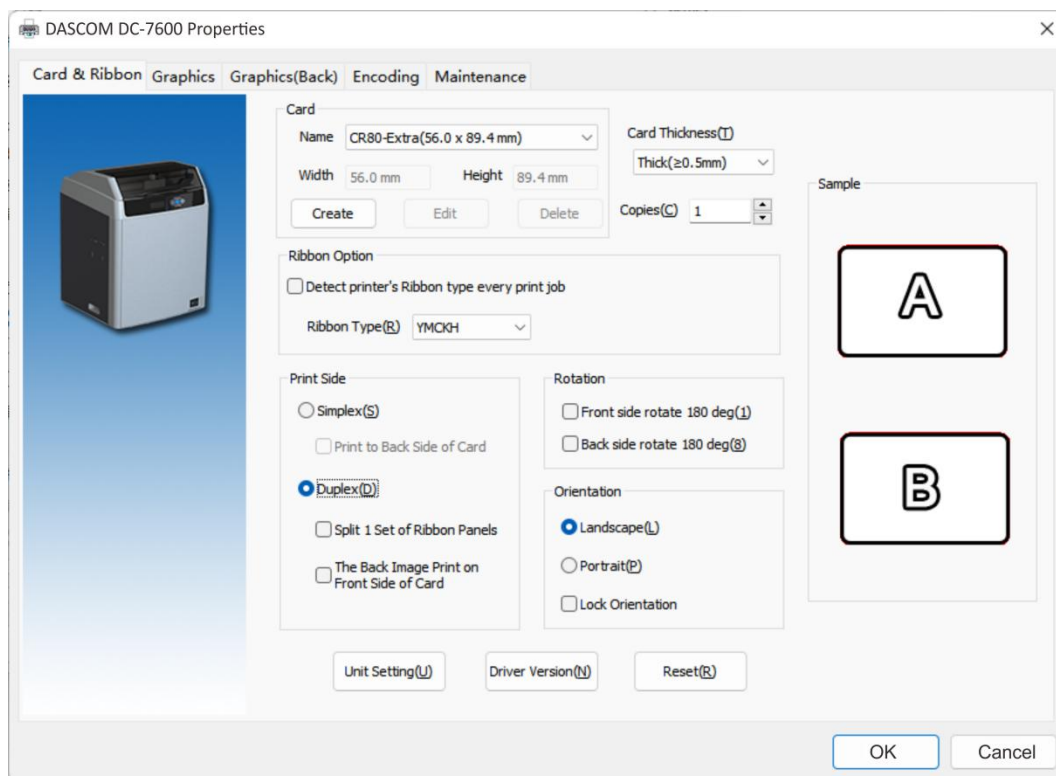 DASCOM DC-7600 Properties
Card & Ribbon Graphics Graphics(Back) Encoding Maintenance
Card
Name CR80-Extra(56.0 x 89.4 mm)
Width 56.0 mm Height 89.4 mm
Create Edit Delete
Card Thickness(T)
Thick(≥0.5mm)
Copies(C) 1
Ribbon Option
Detect printer's Ribbon type every print job
Ribbon Type(R) YMCKH
Print Side
Simplex(S)
Print to Back Side of Card
Duplex(D)
Split 1 Set of Ribbon Panels
The Back Image Print on
Front Side of Card
Rotation
Front side rotate 180 deg(1)
Back side rotate 180 deg(8)
Orientation
Landscape(L)
Portrait(P)
Lock Orientation
Sample
A
B
Unit Setting(U) Driver Version(N) Reset(R)
OK Cancel